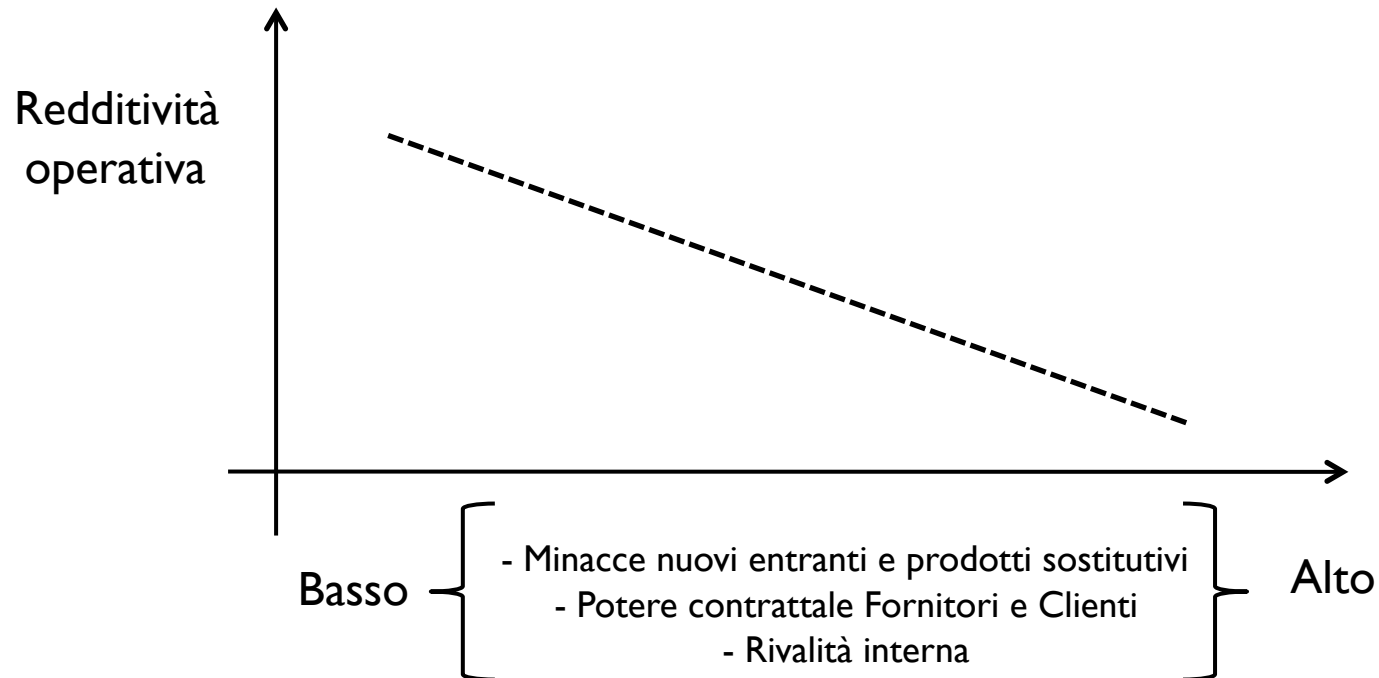 Redditività
operativa
- Minacce nuovi entranti e prodotti sostitutivi
Basso
- Potere contrattale Fornitori e Clienti
Alto
- Rivalità interna